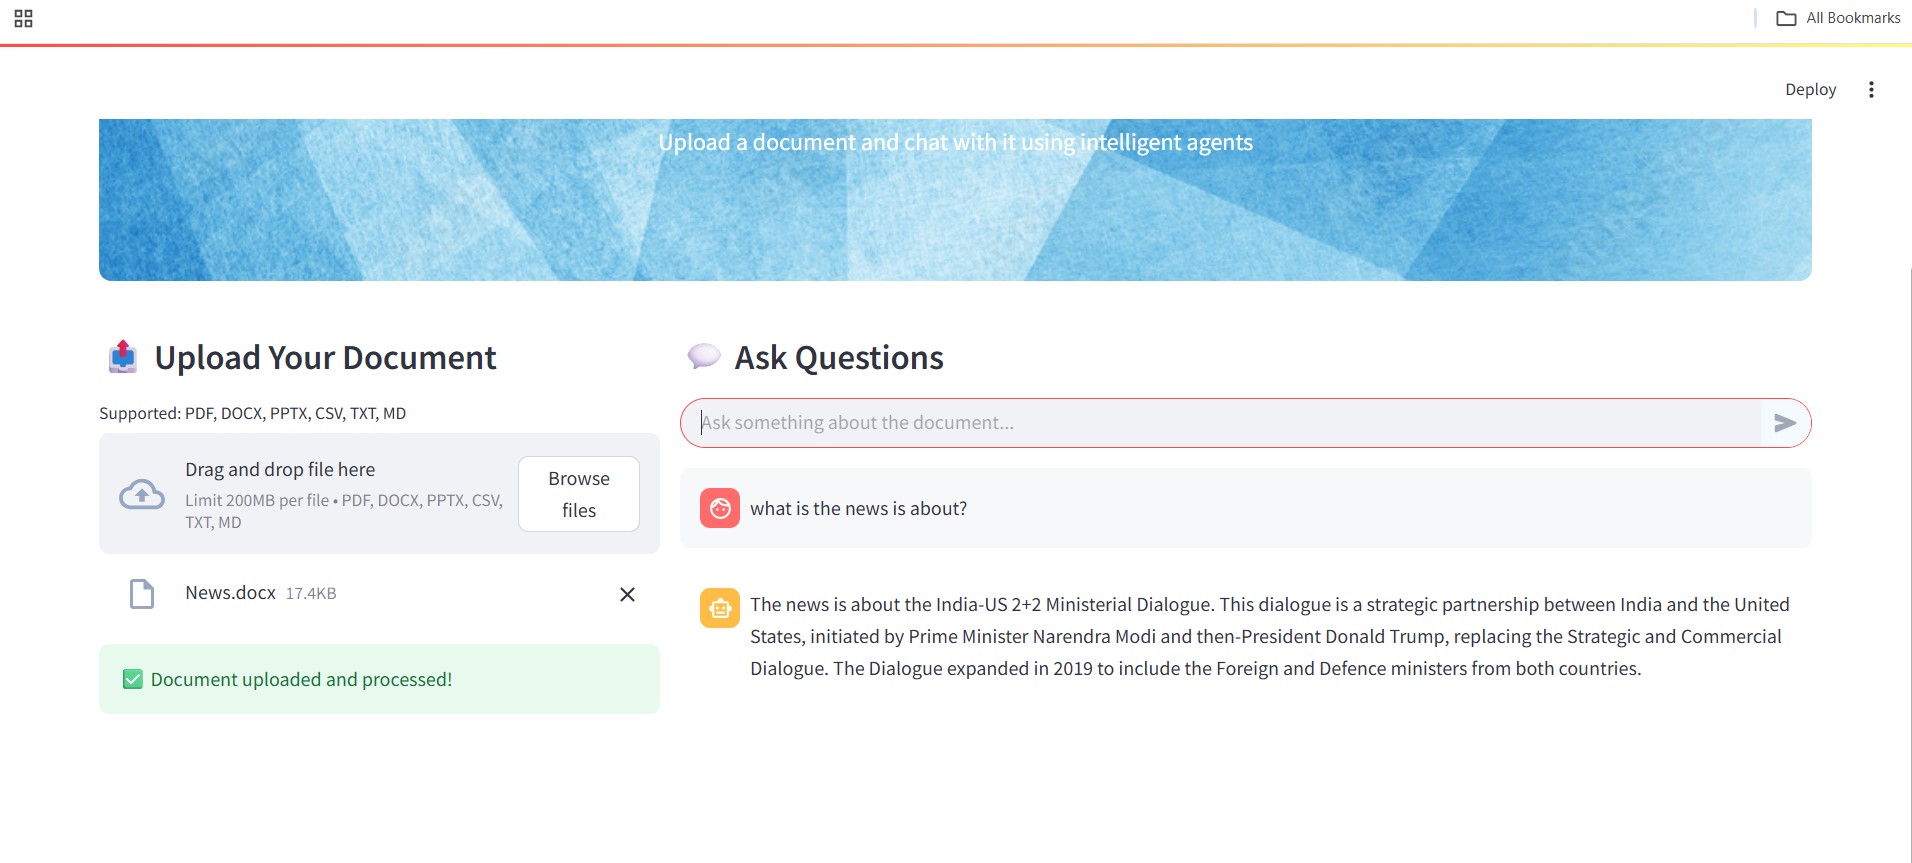 All Bookmarks
Deploy
Upload a document and chat with it using intelligent agents
Upload Your Document
Supported: PDF, DOCX, PPTX, CSV, TXT, MD
Drag and drop file here
Limit 200MB per file • PDF, DOCX, PPTX, CSV,
TXT, MD
Browse
files
News.docx 17.4KB
Document uploaded and processed!
Ask Questions
Ask something about the document...
what is the news is about?
The news is about the India-US 2+2 Ministerial Dialogue. This dialogue is a strategic partnership between India and the United
States, initiated by Prime Minister Narendra Modi and then-President Donald Trump, replacing the Strategic and Commercial
Dialogue. The Dialogue expanded in 2019 to include the Foreign and Defence ministers from both countries.